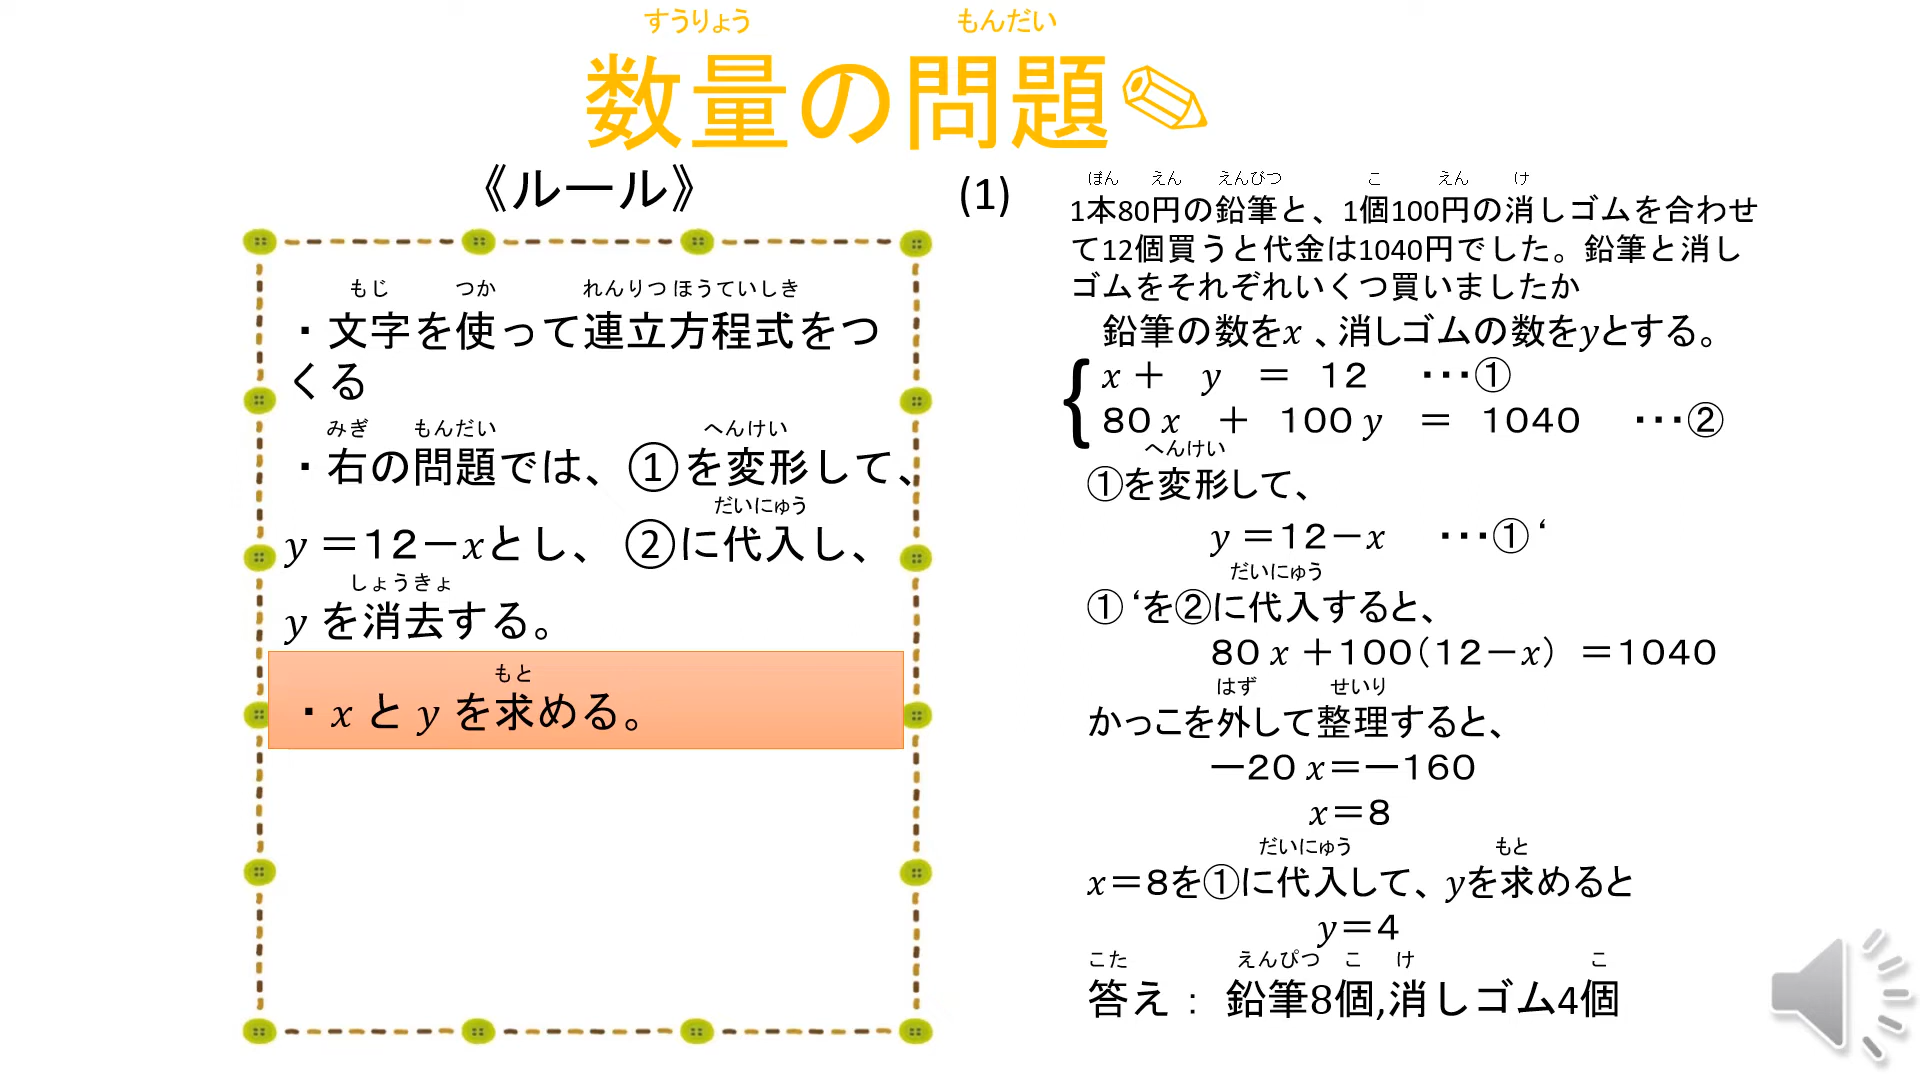 すうりょう もんだい
数量の問題
《ルール》
もじ つか れんりつ ほうていしき
・文字を使って連立方程式をつ
くる
みぎ もんだい へんけい
・右の問題では、①を変形して、
だいにゅう
y＝12－xとし、②に代入し、
しょうきょ
y を消去する。
もと
・x と y を求める。
(1)
ぼん えん えんぴつ こ えん け
1本80円の鉛筆と、1個100円の消しゴムを合わせ
て12個買うと代金は1040円でした。鉛筆と消し
ゴムをそれぞれいくつ買いましたか
鉛筆の数をx 、消しゴムの数をyとする。
x＋ y ＝ 12 ･･･①
80 x ＋ 100 y ＝ 1040 ･･･②
へんけい
①を変形して、
y ＝12－x ･･･①‘
だいにゅう
①‘を②に代入すると、
80 x ＋100（12－x） ＝1040
はず せいり
かっこを外して整理すると、
－20 x＝－160
x＝8
だいにゅう もと
x＝8を①に代入して、yを求めると
y＝4
こた えんぴつ こ け こ
答え： 鉛筆8個,消しゴム4個